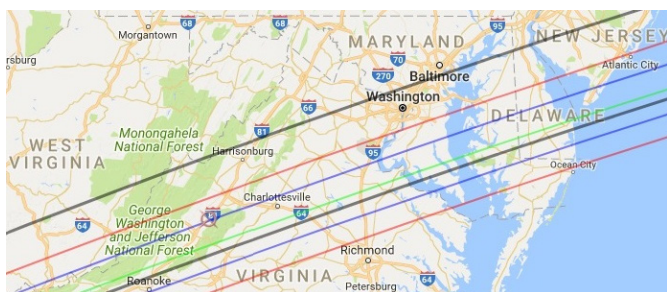 68
68
95
NEW JERSEY
Morgantown
MARYLAND
rsburg
70
Atlantic City
270
Baltimore
Washington
66
DELAWARE
Monongahela
National Forest
81
WEST
VIRGINIA
Harrisonburg
95
Ocean City
George
Washington
and Jefferson
National Forest
Charlottesville
64
64
Richmond
VIRGINIA
Roanoke
Petersburg
64